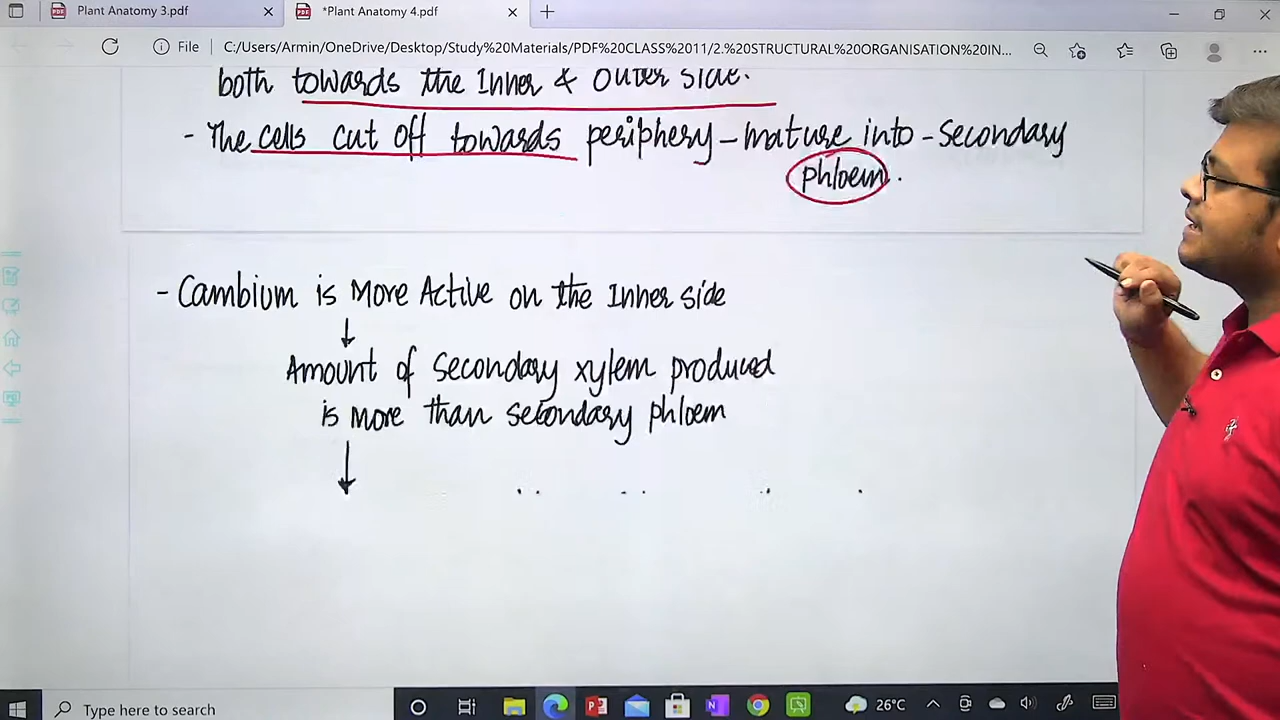 Plant Anatomy 3.pdf
*Plant Anatomy 4.pdf
File
C:/Users/Armin/OneDrive/Desktop/Study%20Materials/PDF%20CLASS%2011/2.%20STRUCTURAL%20ORGANISATION%20IN...
both towards the Inner & Outer side.
- The cells cut off towards periphery - mature into - Secondary
phloem.
- Cambium is More Active on the Inner side
↓
Amount of secondary xylem produced
is more than secondary phloem
↓
Type here to search
26°C